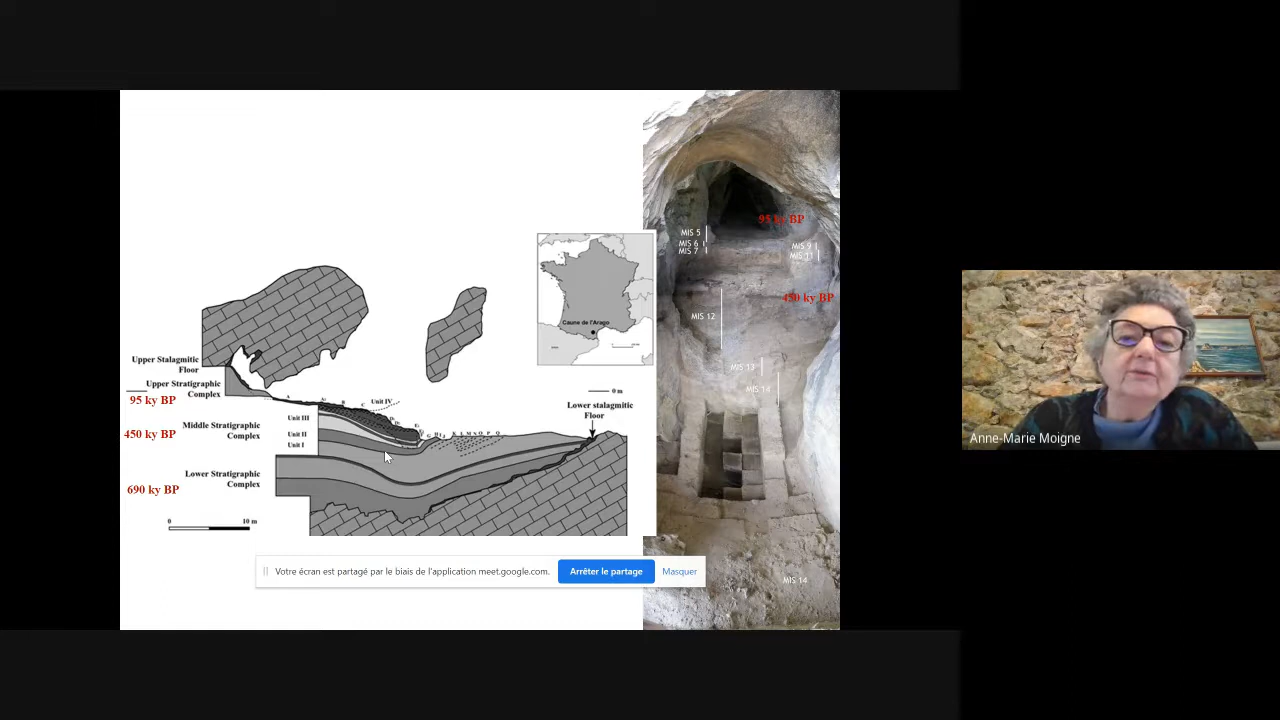 Upper Stalagmitic
Floor
Upper Stratigraphic
Complex
95 ky BP
450 ky BP
Middle Stratigraphic
Complex
Lower Stratigraphic
Complex
690 ky BP
Unit IV
Unit III
Unit II
Unit I
0 10 m
Caune de l'Arago
0 m
Lower stalagmitic
Floor
A
B
C
G H I J
K L M N O P Q
95 ky BP
MIS 5
MIS 6
MIS 7
MIS 9
MIS 11
450 ky BP
MIS 12
MIS 13
MIS 14
MIS 14
Votre écran est partagé par le biais de l'application meet.google.com.
Arrêter le partage
Masquer
Anne-Marie Moigne